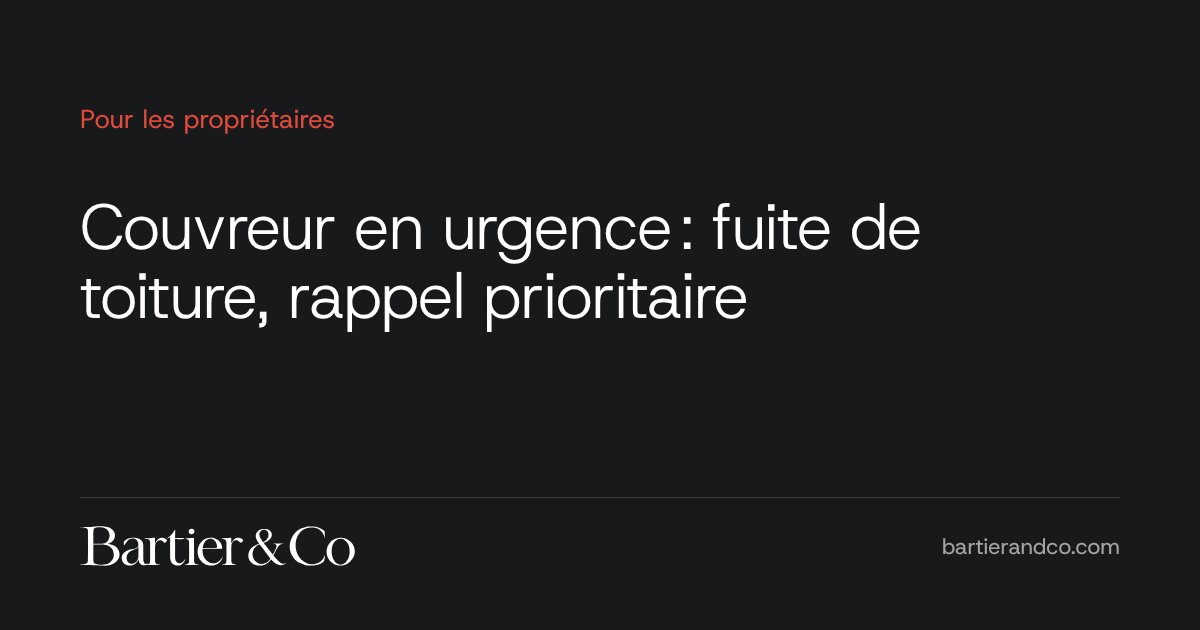 Pour les propriétaires
Couvreur en urgence : fuite de
toiture, rappel prioritaire
Bartier & Co
bartierandco.com